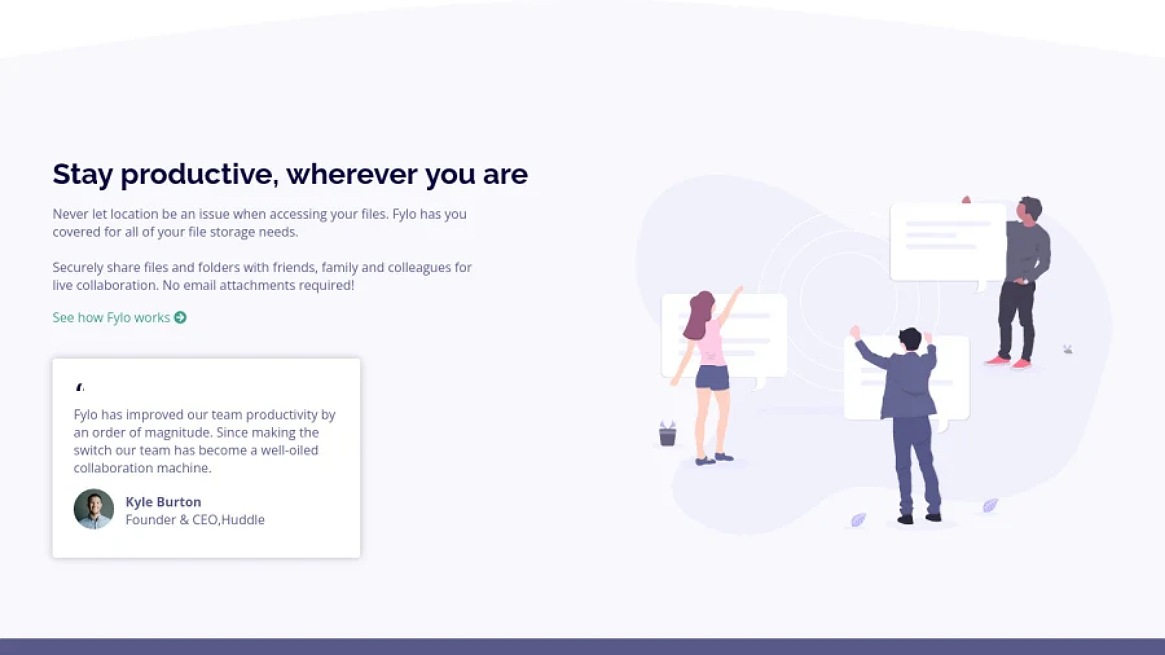 Stay productive, wherever you are
Never let location be an issue when accessing your files. Fylo has you
covered for all of your file storage needs.
Securely share files and folders with friends, family and colleagues for
live collaboration. No email attachments required!
See how Fylo works
“
Fylo has improved our team productivity by
an order of magnitude. Since making the
switch our team has become a well-oiled
collaboration machine.
Kyle Burton
Founder & CEO,Huddle